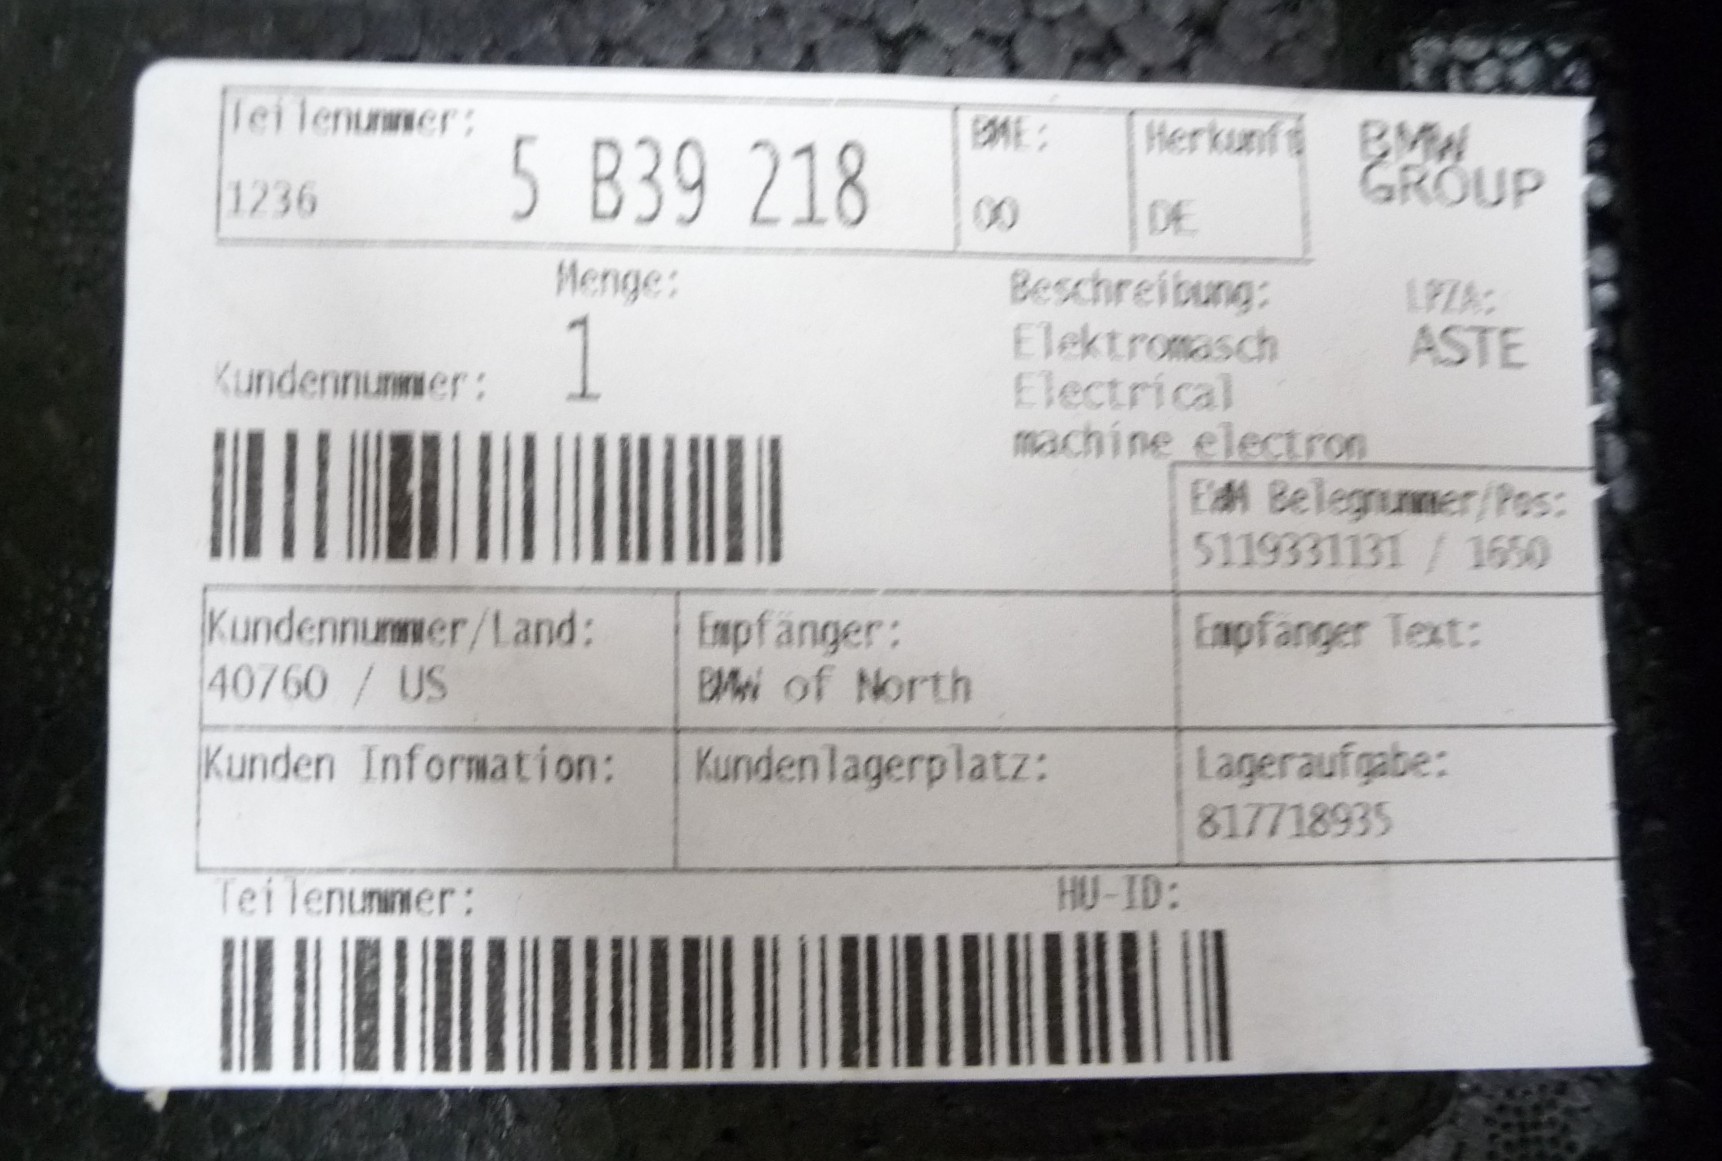 Teilenummer:
1236 5 B39 218
BME:
00
Herkunft
DE
BMW
GROUP
Menge:
1
Kundennummer:
Beschreibung:
Elektromasch
Electrical
machine electron
LPZA:
ASTE
EWM Belegnummer/Pos:
5119331131 / 1650
Kundennummer/Land:
40760 / US
Empfänger:
BMW of North
Empfänger Text:
Kunden Information:
Kundenlagerplatz:
Lageraufgabe:
817718935
Teilenummer:
HU-ID: